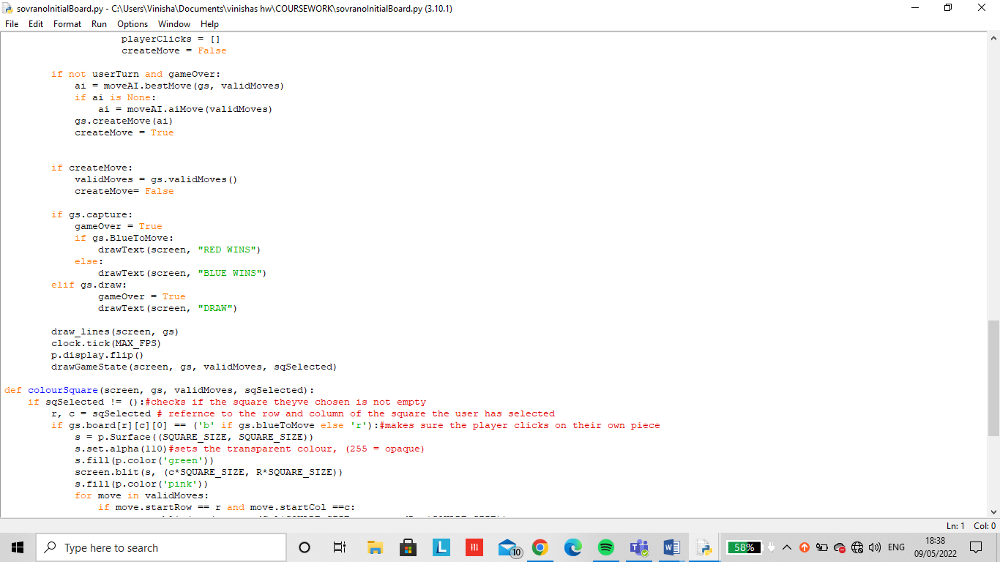 sovranoInitialBoard.py - C:\Users\Vinisha\Documents\vinishas hw\COURSEWORK\sovranoInitialBoard.py (3.10.1)
File Edit Format Run Options Window Help
playerClicks = []
createMove = False
if not userTurn and gameOver:
ai = moveAI.bestMove(gs, validMoves)
if ai is None:
ai = moveAI.aiMove(validMoves)
gs.createMove(ai)
createMove = True
if createMove:
validMoves = gs.validMoves()
createMove= False
if gs.capture:
gameOver = True
if gs.BlueToMove:
drawText(screen, "RED WINS")
else:
drawText(screen, "BLUE WINS")
elif gs.draw:
gameOver = True
drawText(screen, "DRAW")
draw_lines(screen, gs)
clock.tick(MAX_FPS)
p.display.flip()
drawGameState(screen, gs, validMoves, sqSelected)
def colourSquare(screen, gs, validMoves, sqSelected):
if sqSelected != ():#checks if the square theyve chosen is not empty
r, c = sqSelected # refernce to the row and column of the square the user has selected
if gs.board[r][c][0] == ('b' if gs.blueToMove else 'r'):#makes sure the player clicks on their own piece
s = p.Surface((SQUARE_SIZE, SQUARE_SIZE))
s.set.alpha(110)#sets the transparent colour, (255 = opaque)
s.fill(p.color('green'))
screen.blit(s, (c*SQUARE_SIZE, R*SQUARE_SIZE))
s.fill(p.color('pink'))
for move in validMoves:
if move.startRow == r and move.startCol ==c:
Ln: 1 Col: 0
Type here to search
10
58%
ENG
18:38
09/05/2022